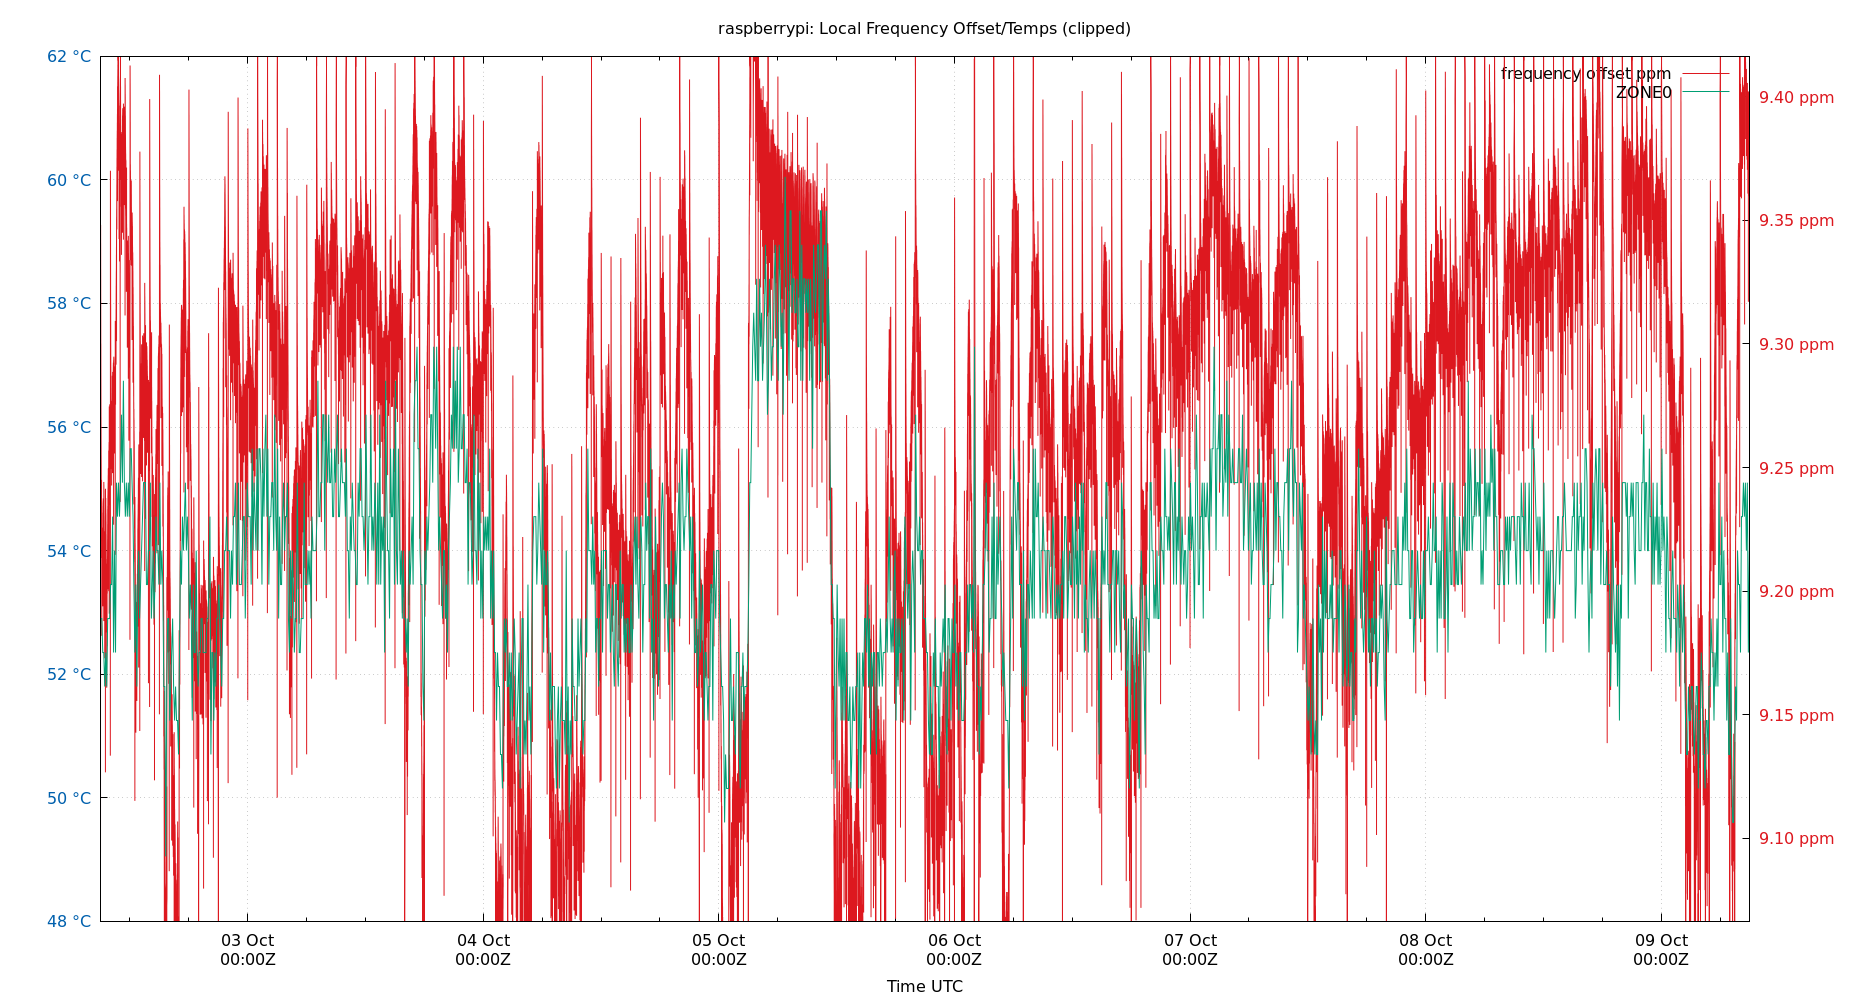 raspberrypi: Local Frequency Offset/Temps (clipped)
62 °C
60 °C
58 °C
56 °C
54 °C
52 °C
50 °C
48 °C
frequency offset ppm
ZONE0
9.40 ppm
9.35 ppm
9.30 ppm
9.25 ppm
9.20 ppm
9.15 ppm
9.10 ppm
03 Oct 04 Oct 05 Oct 06 Oct 07 Oct 08 Oct 09 Oct
00:00Z 00:00Z 00:00Z 00:00Z 00:00Z 00:00Z 00:00Z
Time UTC